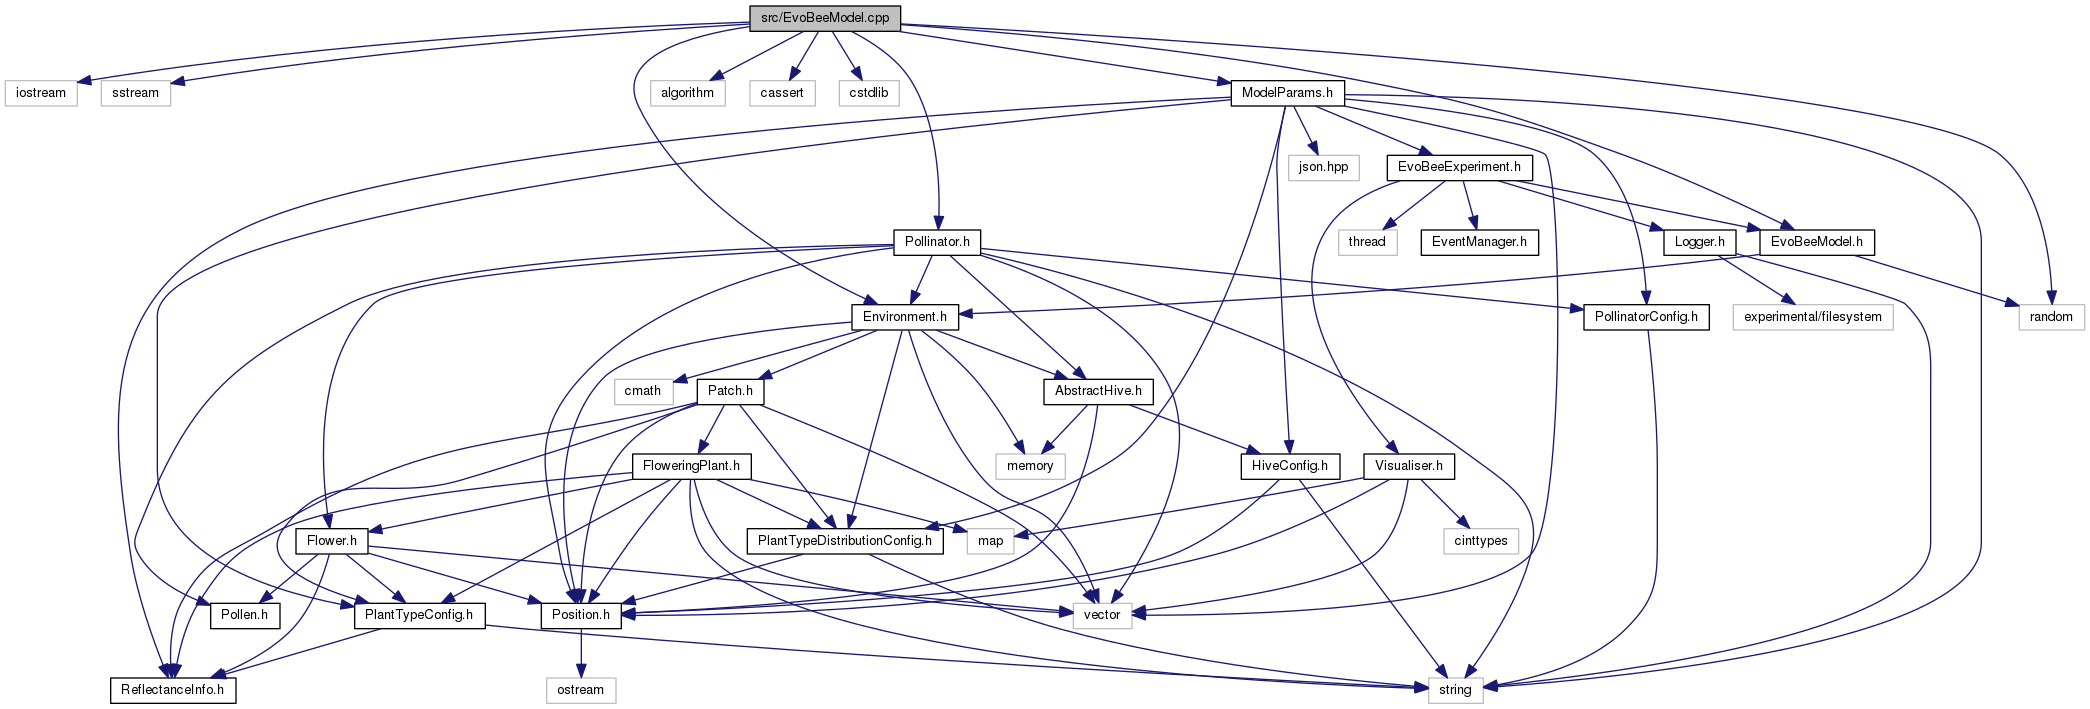 src/EvoBeeModel.cpp
iostream
sstream
algorithm
cassert
cstdlib
ModelParams.h
json.hpp
EvoBeeExperiment.h
Pollinator.h
thread
EventManager.h
Logger.h
EvoBeeModel.h
Environment.h
PollinatorConfig.h
experimental/filesystem
random
cmath
Patch.h
AbstractHive.h
FloweringPlant.h
memory
HiveConfig.h
Visualiser.h
Flower.h
PlantTypeDistributionConfig.h
map
cinttypes
Pollen.h
PlantTypeConfig.h
Position.h
vector
ReflectanceInfo.h
ostream
string